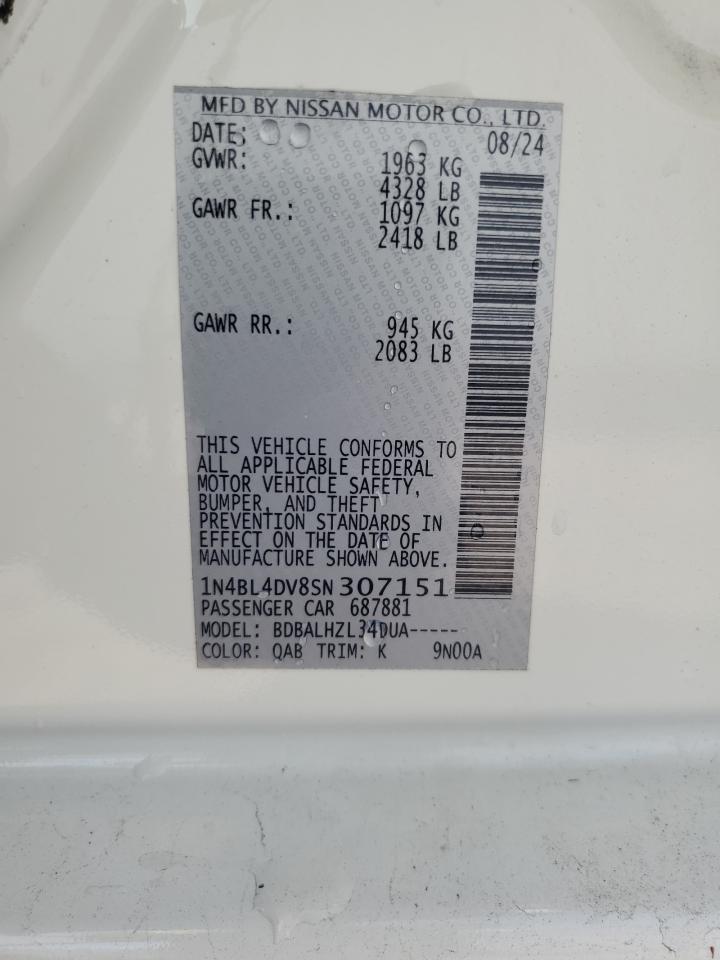 MFD BY NISSAN MOTOR CO., LTD.
DATE: 08/24
GVWR: 1963 KG
4328 LB
GAWR FR.: 1097 KG
2418 LB
GAWR RR.: 945 KG
2083 LB
THIS VEHICLE CONFORMS TO
ALL APPLICABLE FEDERAL
MOTOR VEHICLE SAFETY,
BUMPER, AND THEFT
PREVENTION STANDARDS IN
EFFECT ON THE DATE OF
MANUFACTURE SHOWN ABOVE.
1N4BL4DV8SN307151
PASSENGER CAR 687881
MODEL: BDBALHZL34DUA-----
COLOR: QAB TRIM: K 9N00A